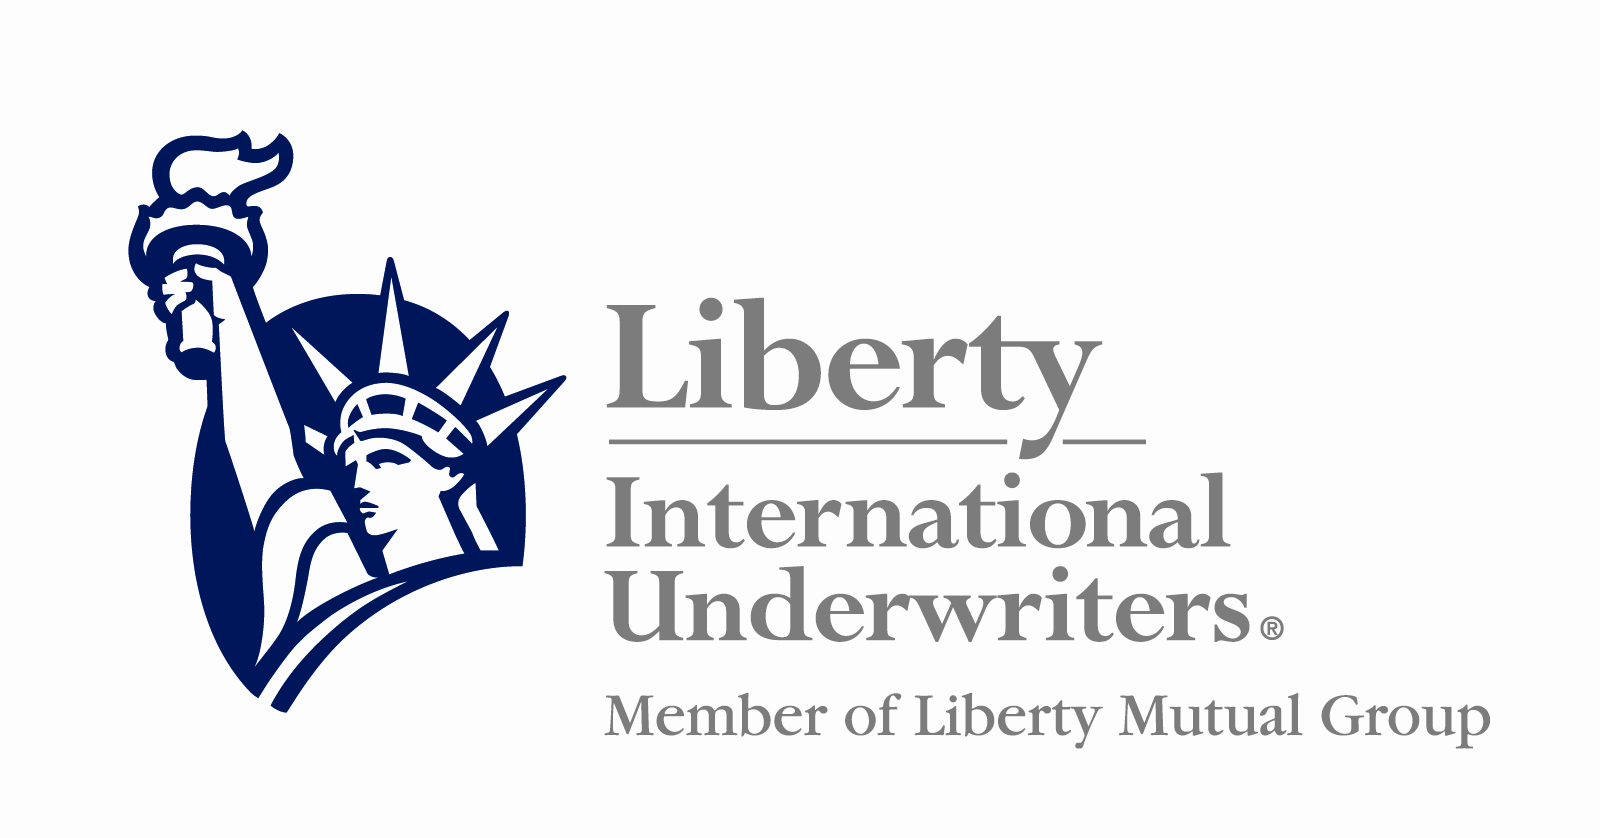 Liberty
International
Underwriters®
Member of Liberty Mutual Group